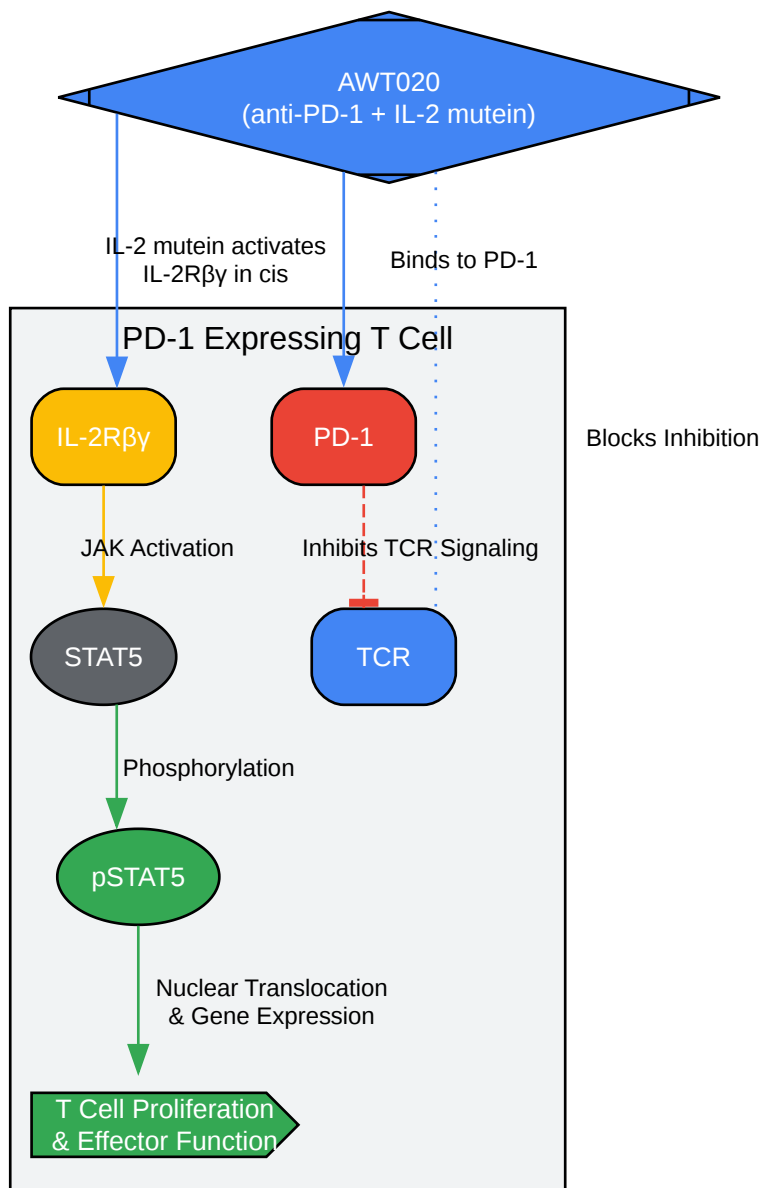 AWT020
(anti-PD-1 + IL-2 mutein)
IL-2 mutein activates
IL-2Rβγ in cis
Binds to PD-1
PD-1 Expressing T Cell
IL-2Rβγ
PD-1
Blocks Inhibition
JAK Activation
Inhibits TCR Signaling
STAT5
TCR
Phosphorylation
pSTAT5
Nuclear Translocation
& Gene Expression
T Cell Proliferation
& Effector Function